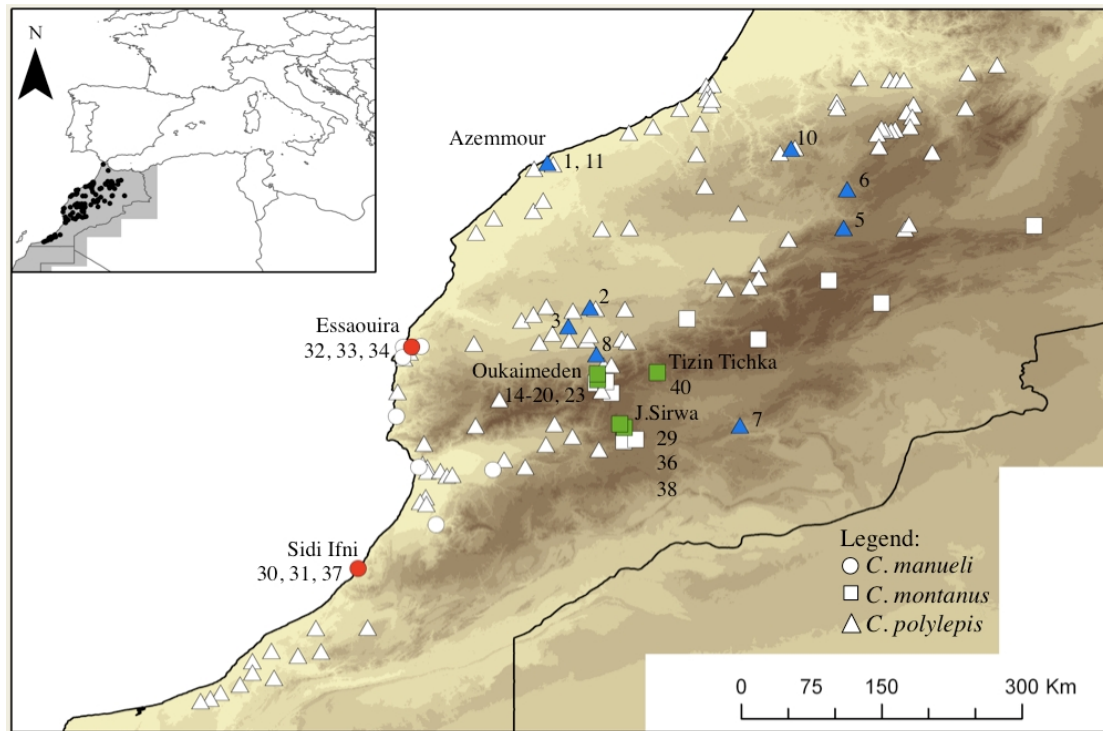 N
Azemmour
1, 11
10
6
5
2
3
Essaouira
32, 33, 34
8
Oukaimeden
14-20, 23
Tizin Tichka
40
J.Sirwa
29
36
38
7
Sidi Ifni
30, 31, 37
Legend:
C. manueli
C. montanus
C. polylepis
0 75 150 300 Km